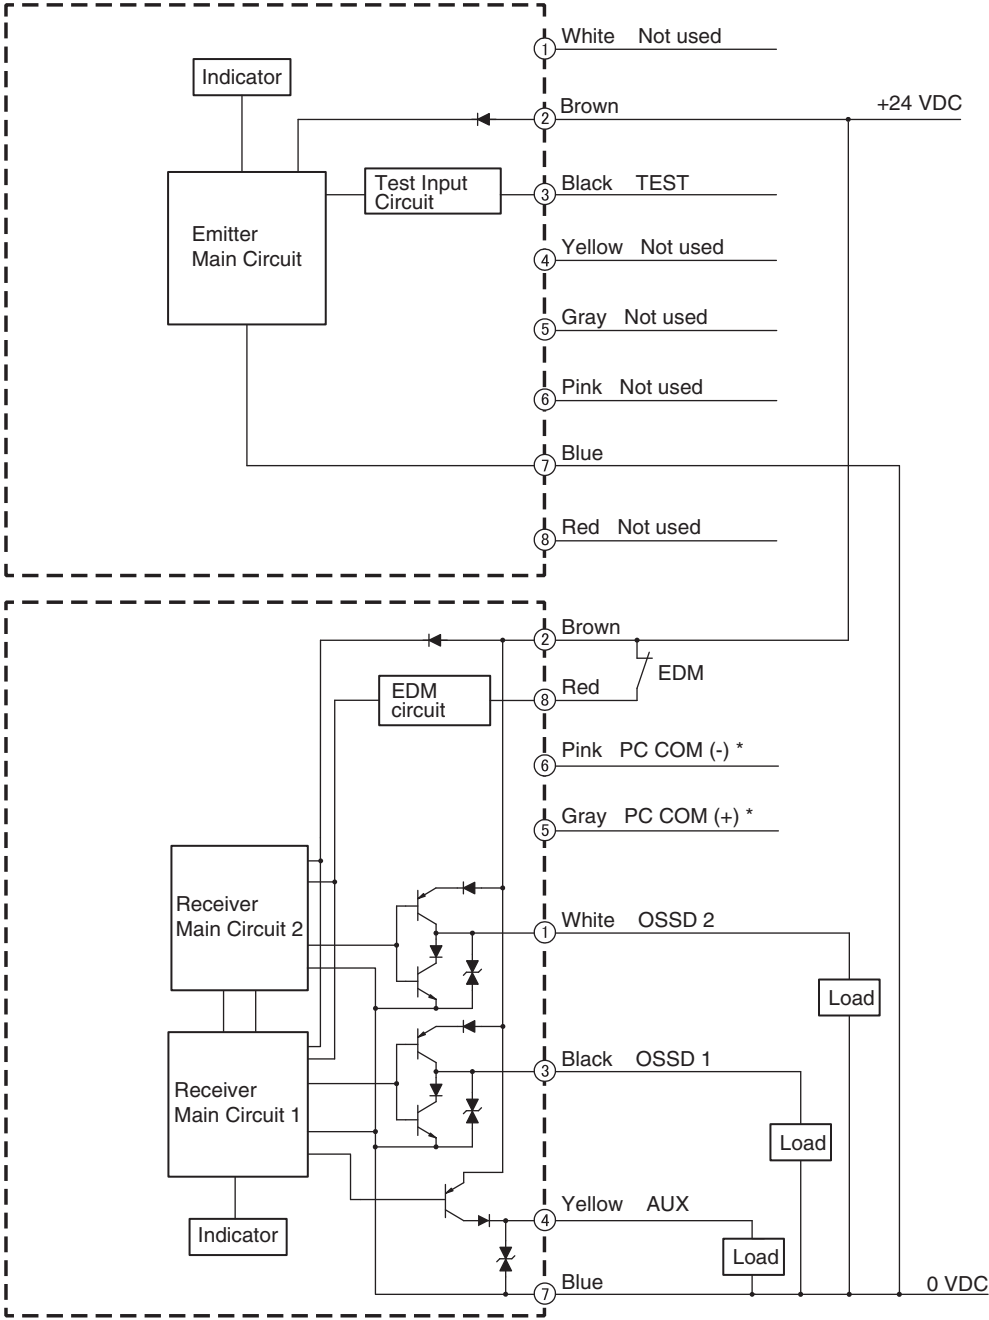 1 White Not used
Indicator
2 Brown +24 VDC
Test Input
Circuit
3 Black TEST
Emitter
Main Circuit
4 Yellow Not used
5 Gray Not used
6 Pink Not used
7 Blue
8 Red Not used
2 Brown
EDM
EDM
circuit
8 Red
6 Pink PC COM (-) *
5 Gray PC COM (+) *
Receiver
Main Circuit 2
1 White OSSD 2
Load
3 Black OSSD 1
Receiver
Main Circuit 1
Load
4 Yellow AUX
Indicator
Load
7 Blue 0 VDC